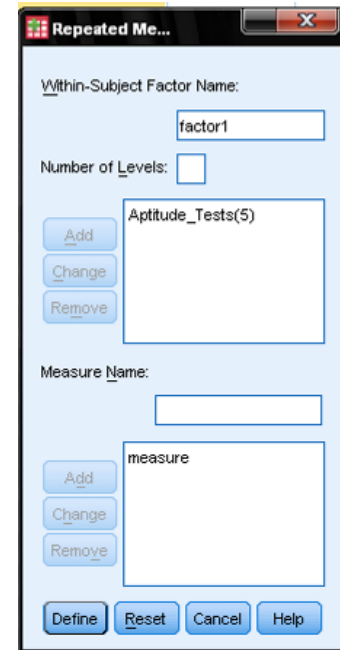 Repeated Me...
Within-Subject Factor Name:
factor1
Number of Levels:
Aptitude_Tests(5)
Add
Change
Remove
Measure Name:
measure
Add
Change
Remove
Define Reset Cancel Help